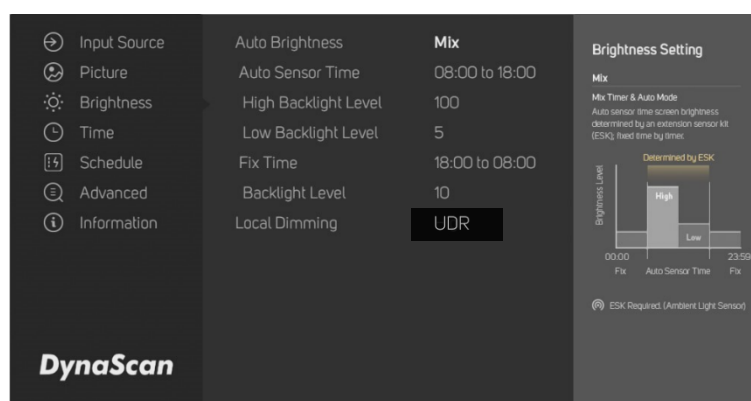 Input Source
Picture
Brightness
Time
Schedule
Advanced
Information
DynaScan
Auto Brightness Mix
Auto Sensor Time 08:00 to 18:00
High Backlight Level 100
Low Backlight Level 5
Fix Time 18:00 to 08:00
Backlight Level 10
Local Dimming UDR
Brightness Setting
Mix
Mix Timer & Auto Mode
Auto sensor time screen brightness
determined by an extension sensor kit
(ESK); fixed time by timer.
Determined by ESK
Brightness Level
High
Low
00:00 23:59
Fix Auto Sensor Time Fix
ESK Required. (Ambient Light Sensor)